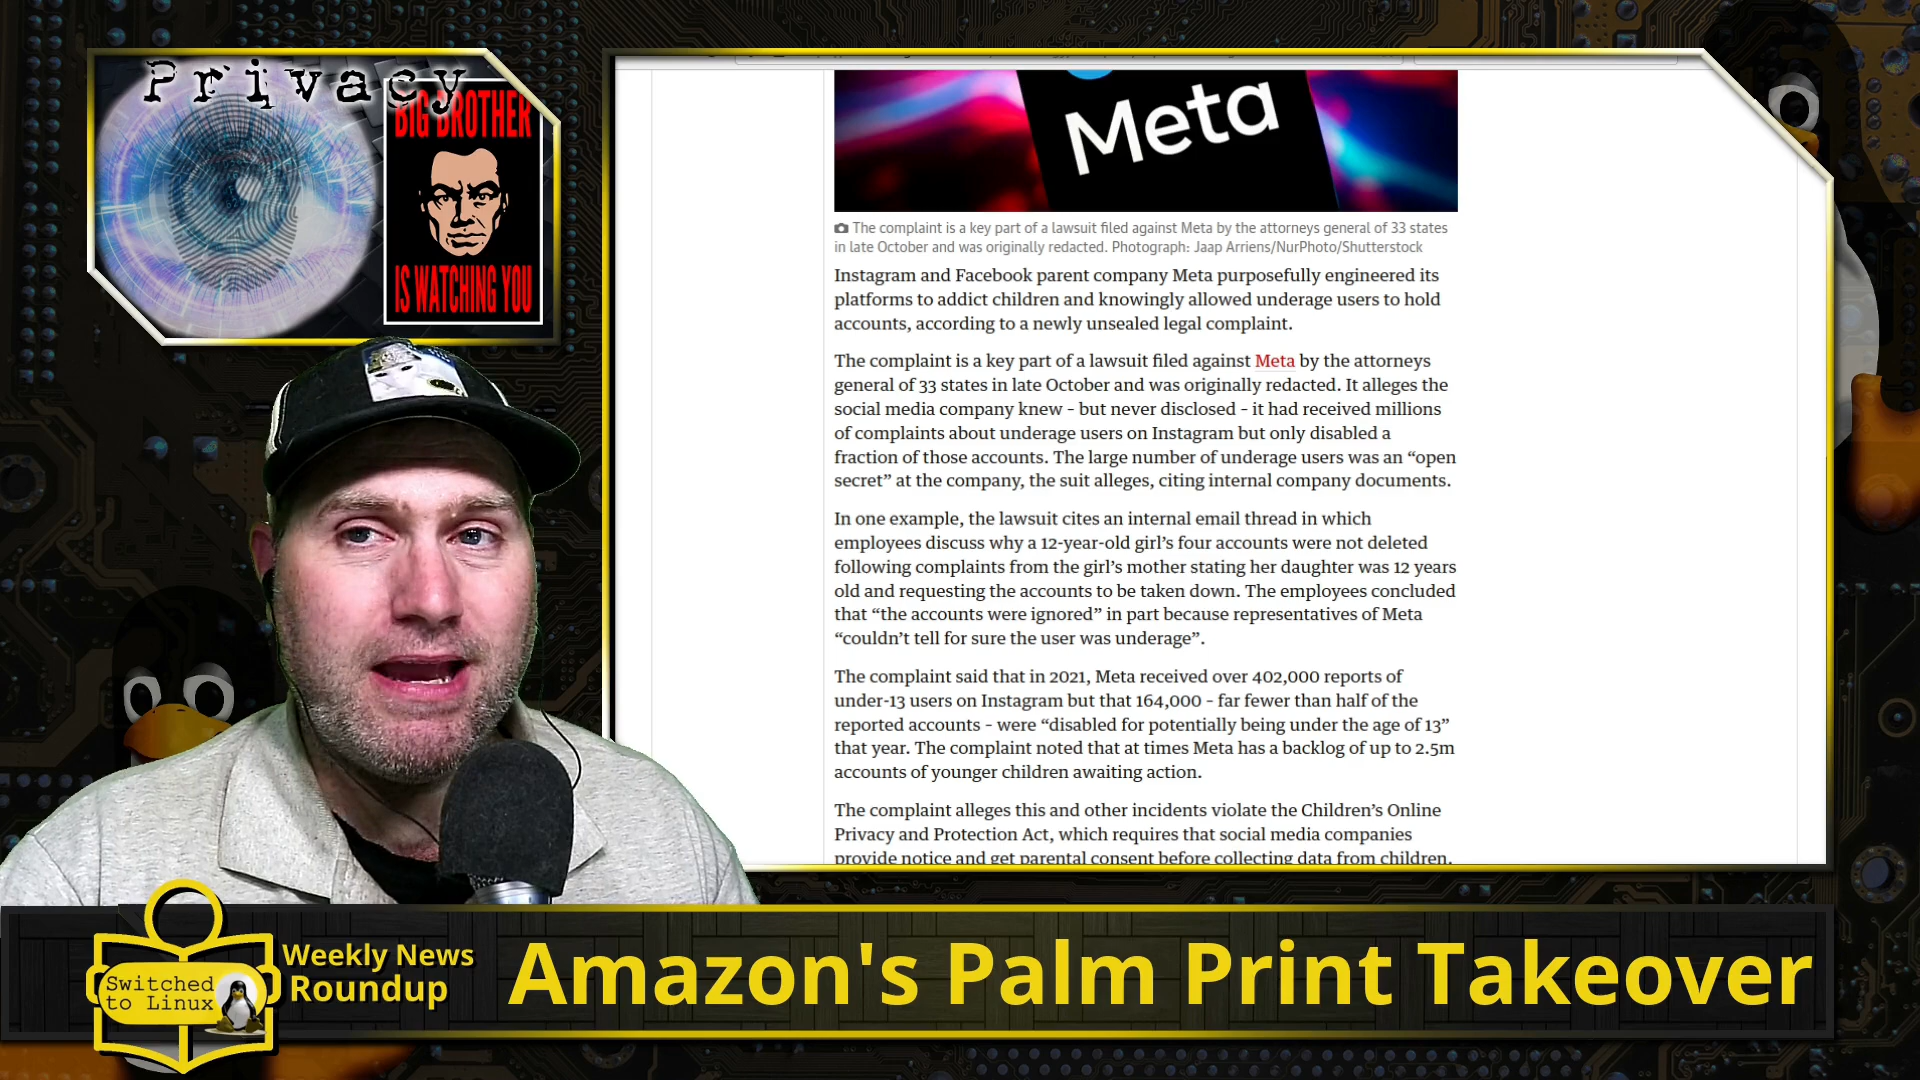 Privacy
BIG BROTHER
IS WATCHING YOU
Meta
The complaint is a key part of a lawsuit filed against Meta by the attorneys general of 33 states
in late October and was originally redacted. Photograph: Jaap Arriens/NurPhoto/Shutterstock
Instagram and Facebook parent company Meta purposefully engineered its
platforms to addict children and knowingly allowed underage users to hold
accounts, according to a newly unsealed legal complaint.
The complaint is a key part of a lawsuit filed against Meta by the attorneys
general of 33 states in late October and was originally redacted. It alleges the
social media company knew – but never disclosed – it had received millions
of complaints about underage users on Instagram but only disabled a
fraction of those accounts. The large number of underage users was an “open
secret” at the company, the suit alleges, citing internal company documents.
In one example, the lawsuit cites an internal email thread in which
employees discuss why a 12-year-old girl’s four accounts were not deleted
following complaints from the girl’s mother stating her daughter was 12 years
old and requesting the accounts to be taken down. The employees concluded
that “the accounts were ignored” in part because representatives of Meta
“couldn’t tell for sure the user was underage”.
The complaint said that in 2021, Meta received over 402,000 reports of
under-13 users on Instagram but that 164,000 – far fewer than half of the
reported accounts – were “disabled for potentially being under the age of 13”
that year. The complaint noted that at times Meta has a backlog of up to 2.5m
accounts of younger children awaiting action.
The complaint alleges this and other incidents violate the Children’s Online
Privacy and Protection Act, which requires that social media companies
provide notice and get parental consent before collecting data from children.
Switched
to Linux
Weekly News
Roundup
Amazon's Palm Print Takeover